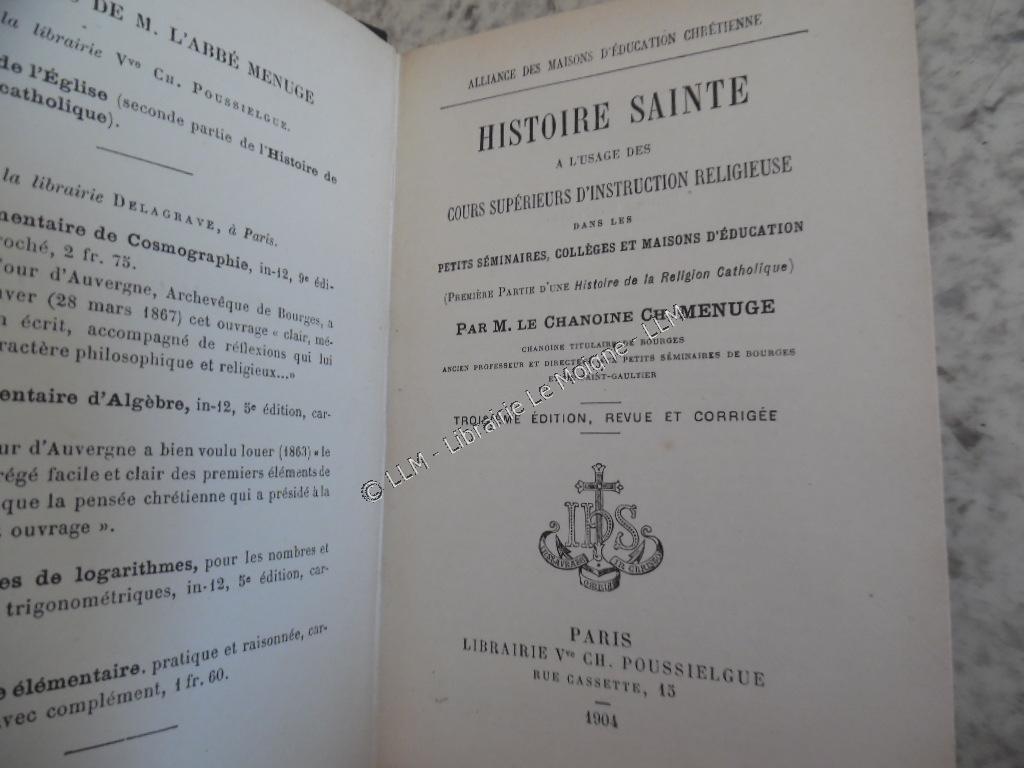 DE M. L'ABBÉ MENUGE
la librairie Vve CH. POUSSIELGUE.
de l'Église (seconde partie de l'Histoire de
catholique).
la librairie DELAGRAVE, à Paris.
mentaire de Cosmographie, in-12, 9e édi-
roché, 2 fr. 75.
Tour d'Auvergne, Archevêque de Bourges, a
uver (28 mars 1867) cet ouvrage « clair, mé-
n écrit, accompagné de réflexions qui lui
ractère philosophique et religieux...»
entaire d'Algèbre, in-12, 5e édition, car-
ur d'Auvergne a bien voulu louer (1863) « le
régé facile et clair des premiers éléments de
que la pensée chrétienne qui a présidé à la
ouvrage ».
es de logarithmes, pour les nombres et
trigonométriques, in-12, 5e édition, car-
e élémentaire. pratique et raisonnée, car-
avec complément, 1 fr. 60.
ALLIANCE DES MAISONS D'ÉDUCATION CHRÉTIENNE
HISTOIRE SAINTE
A L'USAGE DES
COURS SUPÉRIEURS D'INSTRUCTION RELIGIEUSE
DANS LES
PETITS SÉMINAIRES, COLLÈGES ET MAISONS D'ÉDUCATION
(PREMIÈRE PARTIE D'UNE Histoire de la Religion Catholique)
PAR M. LE CHANOINE CH. MENUGE
CHANOINE TITULAIRE DE BOURGES
ANCIEN PROFESSEUR ET DIRECTEUR PETITS SÉMINAIRES DE BOURGES
SAINT-GAULTIER
TROISIÈME ÉDITION, REVUE ET CORRIGÉE
IHS
PARIS
LIBRAIRIE Vve CH. POUSSIELGUE
RUE CASSETTE, 15
1904
© LLM - Librairie Le Moigne - LLM